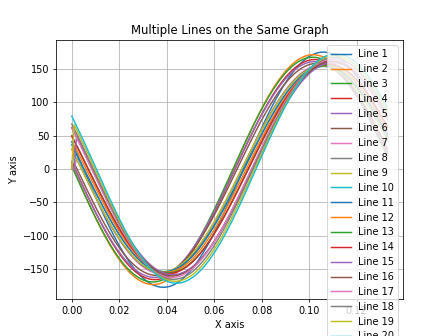 Multiple Lines on the Same Graph
Y axis
150
100
50
0
−50
−100
−150
0.00
0.02
0.04
0.06
0.08
0.10
X axis
Line 1
Line 2
Line 3
Line 4
Line 5
Line 6
Line 7
Line 8
Line 9
Line 10
Line 11
Line 12
Line 13
Line 14
Line 15
Line 16
Line 17
Line 18
Line 19
Line 20